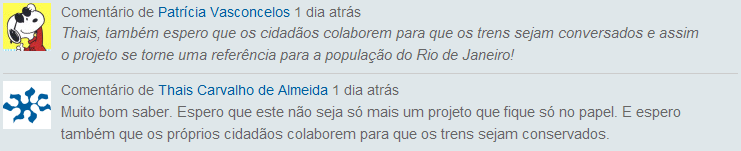 Comentário de Patrícia Vasconcelos 1 dia atrás
Thais, também espero que os cidadãos colaborem para que os trens sejam conversados e assim
o projeto se torne uma referência para a população do Rio de Janeiro!
Comentário de Thais Carvalho de Almeida 1 dia atrás
Muito bom saber. Espero que este não seja só mais um projeto que fique só no papel. E espero
também que os próprios cidadãos colaborem para que os trens sejam conservados.